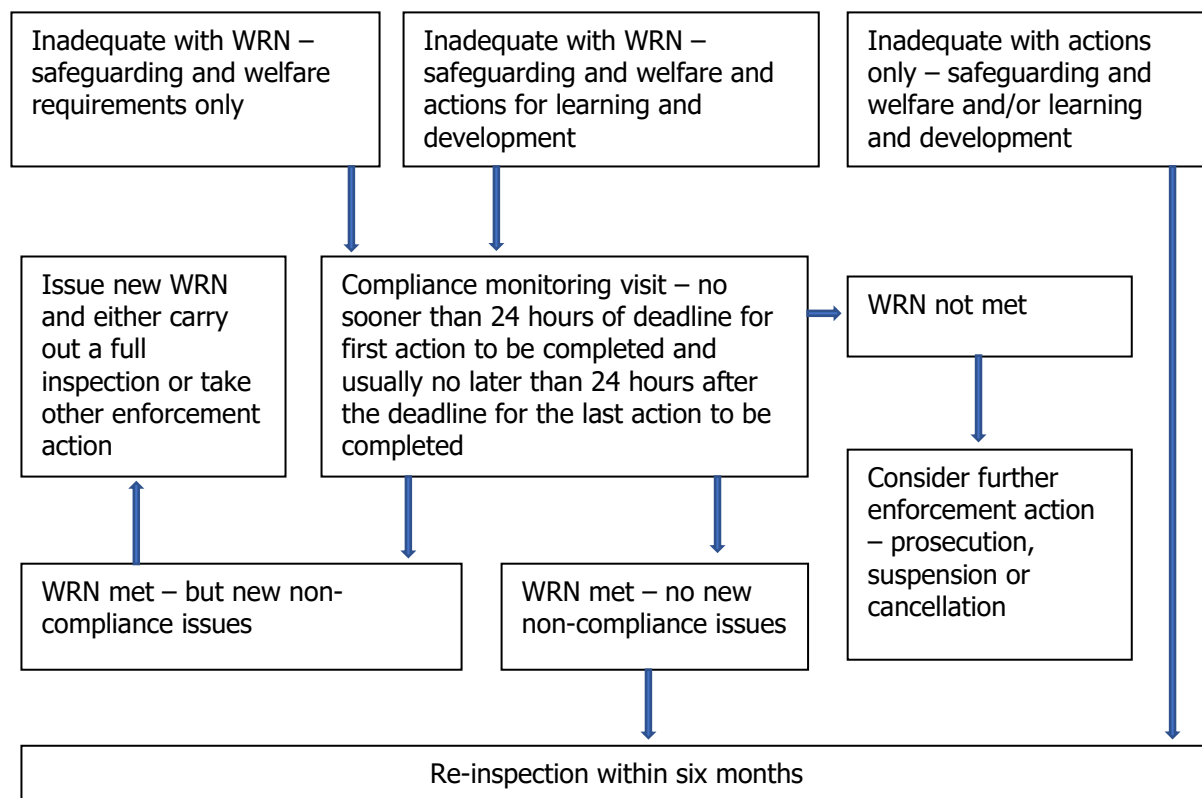 Inadequate with WRN –
safeguarding and welfare
requirements only
Inadequate with WRN –
safeguarding and welfare and
actions for learning and
development
Inadequate with actions
only – safeguarding and
welfare and/or learning
and development
Issue new WRN
and either carry
out a full
inspection or take
other enforcement
action
Compliance monitoring visit – no
sooner than 24 hours of deadline for
first action to be completed and
usually no later than 24 hours after
the deadline for the last action to be
completed
WRN not met
Consider further
enforcement action
– prosecution,
suspension or
cancellation
WRN met – but new non-
compliance issues
WRN met – no new
non-compliance issues
Re-inspection within six months